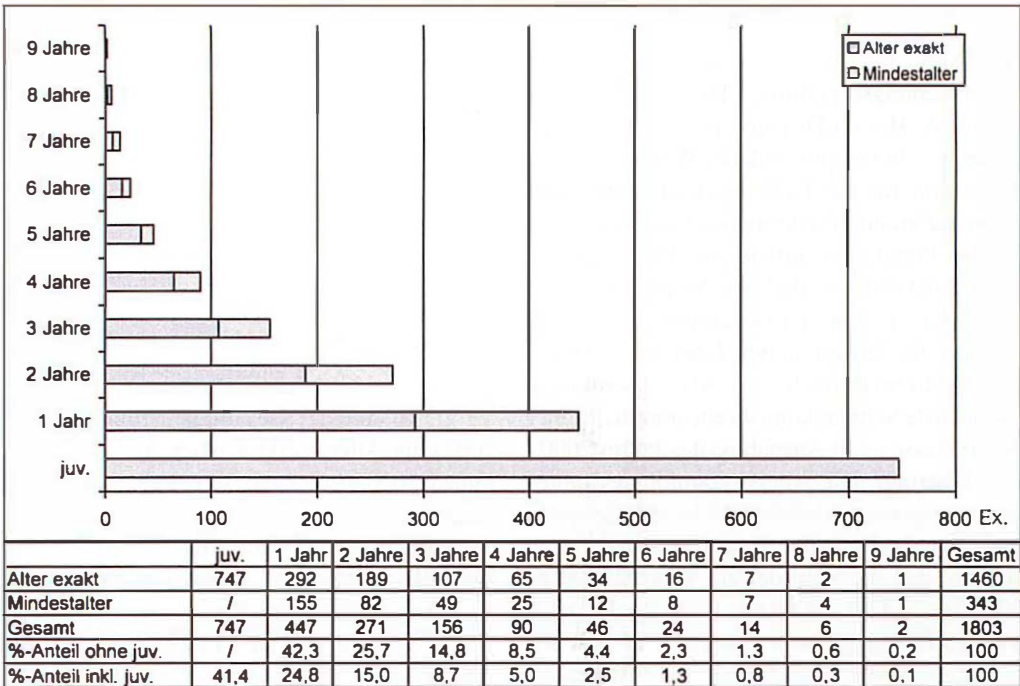 9 Jahre
8 Jahre
7 Jahre
6 Jahre
5 Jahre
4 Jahre
3 Jahre
2 Jahre
1 Jahr
juv.
Alter exakt
Mindestalter
0 100 200 300 400 500 600 700 800 Ex.
juv. 1 Jahr 2 Jahre 3 Jahre 4 Jahre 5 Jahre 6 Jahre 7 Jahre 8 Jahre 9 Jahre Gesamt
Alter exakt 747 292 189 107 65 34 16 7 2 1 1460
Mindestalter / 155 82 49 25 12 8 7 4 1 343
Gesamt 747 447 271 156 90 46 24 14 6 2 1803
%-Anteil ohne juv. / 42,3 25,7 14,8 8,5 4,4 2,3 1,3 0,6 0,2 100
%-Anteil inkl. juv. 41,4 24,8 15,0 8,7 5,0 2,5 1,3 0,8 0,3 0,1 100